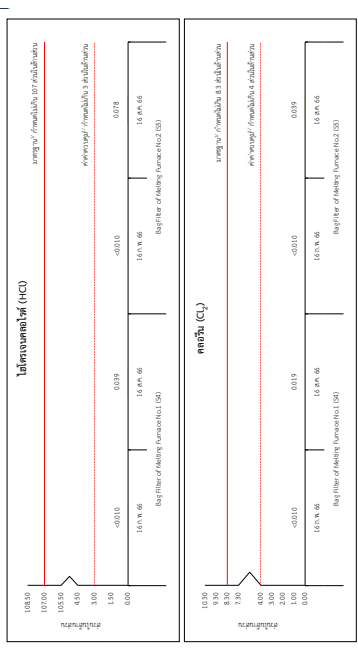 ไฮโดรเจนคลอไรด์ (HCl)
ส่วนในล้านส่วน
108.50
107.00
105.50
4.50
3.00
1.50
0.00
มาตรฐาน กำหนดไม่เกิน 107 ส่วนในล้านส่วน
ค่าควบคุม กำหนดไม่เกิน 3 ส่วนในล้านส่วน
<0.010
0.039
<0.010
0.078
16 ก.พ. 66
16 ส.ค. 66
16 ก.พ. 66
16 ส.ค. 66
Bag Filter of Melting Furnace No.1 (S4)
Bag Filter of Melting Furnace No.2 (S5)
คลอรีน (Cl2)
ส่วนในล้านส่วน
10.30
9.30
8.30
7.30
4.00
3.00
2.00
1.00
0.00
มาตรฐาน กำหนดไม่เกิน 8.3 ส่วนในล้านส่วน
ค่าควบคุม กำหนดไม่เกิน 4 ส่วนในล้านส่วน
<0.010
0.019
<0.010
0.039
16 ก.พ. 66
16 ส.ค. 66
16 ก.พ. 66
16 ส.ค. 66
Bag Filter of Melting Furnace No.1 (S4)
Bag Filter of Melting Furnace No.2 (S5)